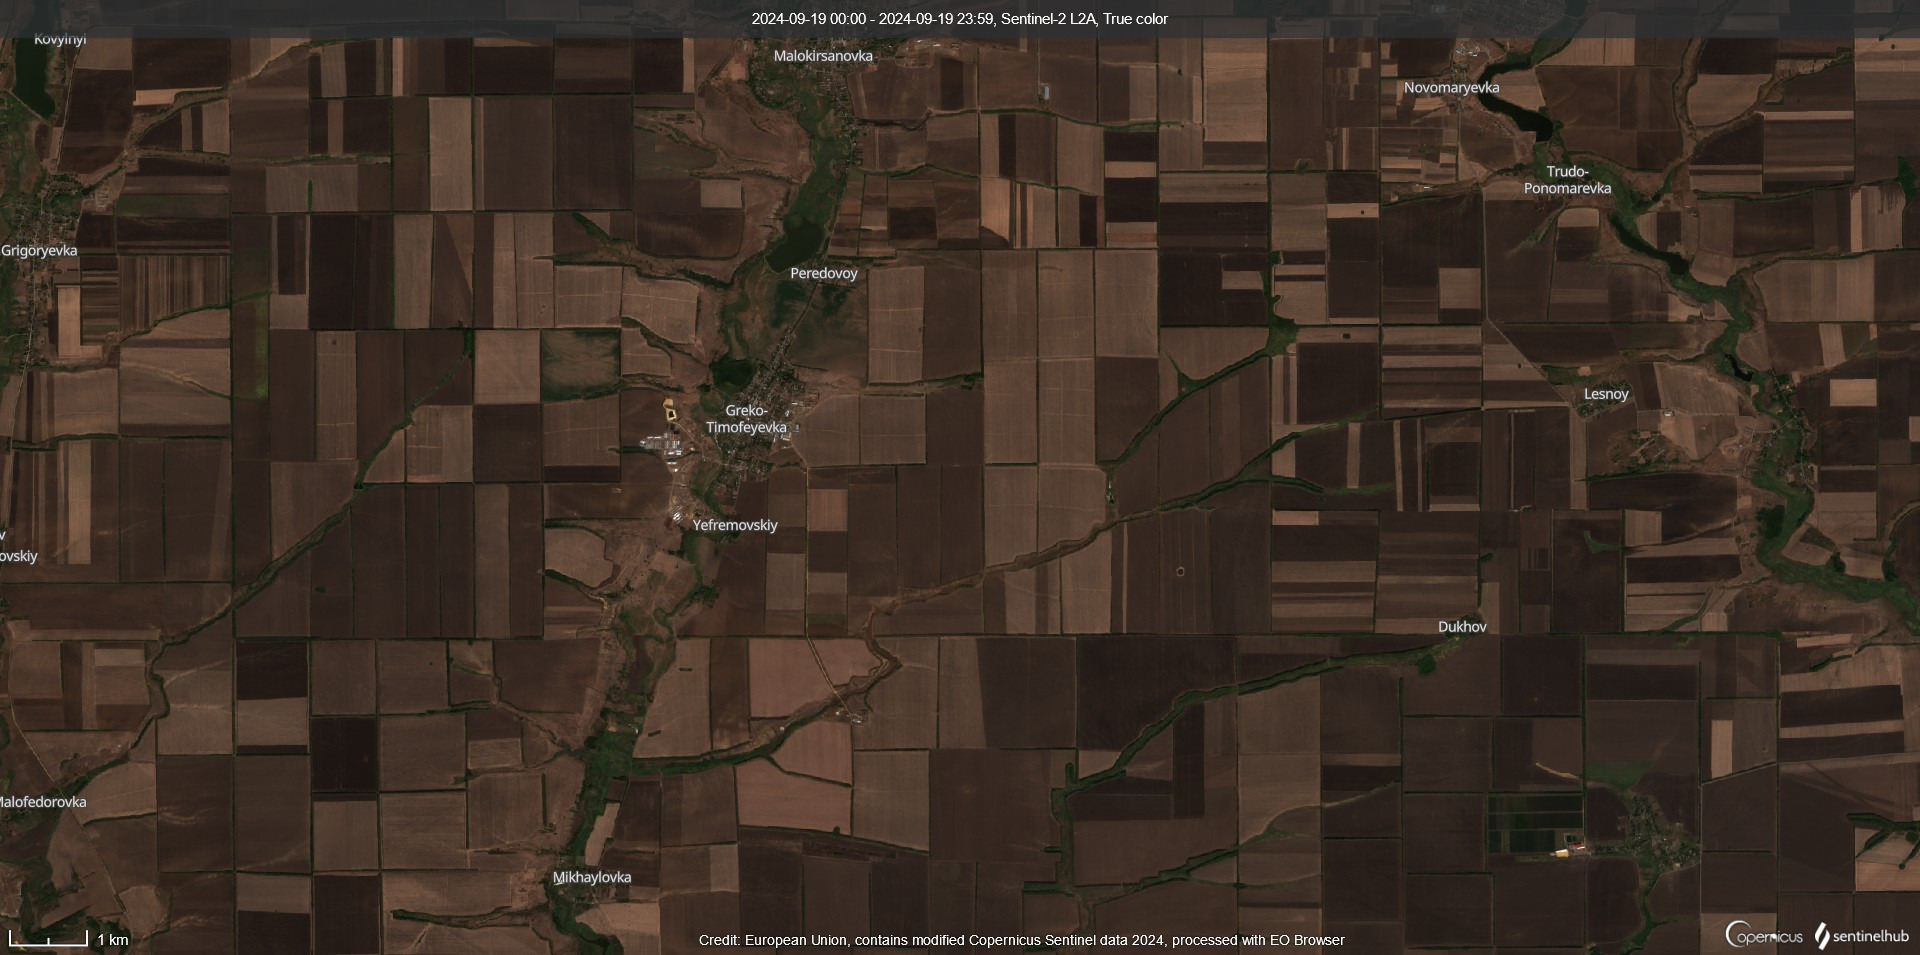 2024-09-19 00:00 - 2024-09-19 23:59, Sentinel-2 L2A, True color
Kovylnyi
Malokirsanovka
Novomaryevka
Trudo-
Ponomarevka
Grigoryevka
Peredovoy
Lesnoy
Greko-
Timofeyevka
Yefremovskiy
v
ovskiy
Dukhov
Malofedorovka
Mikhaylovka
1 km
Credit: European Union, contains modified Copernicus Sentinel data 2024, processed with EO Browser
Copernicus
sentinelhub